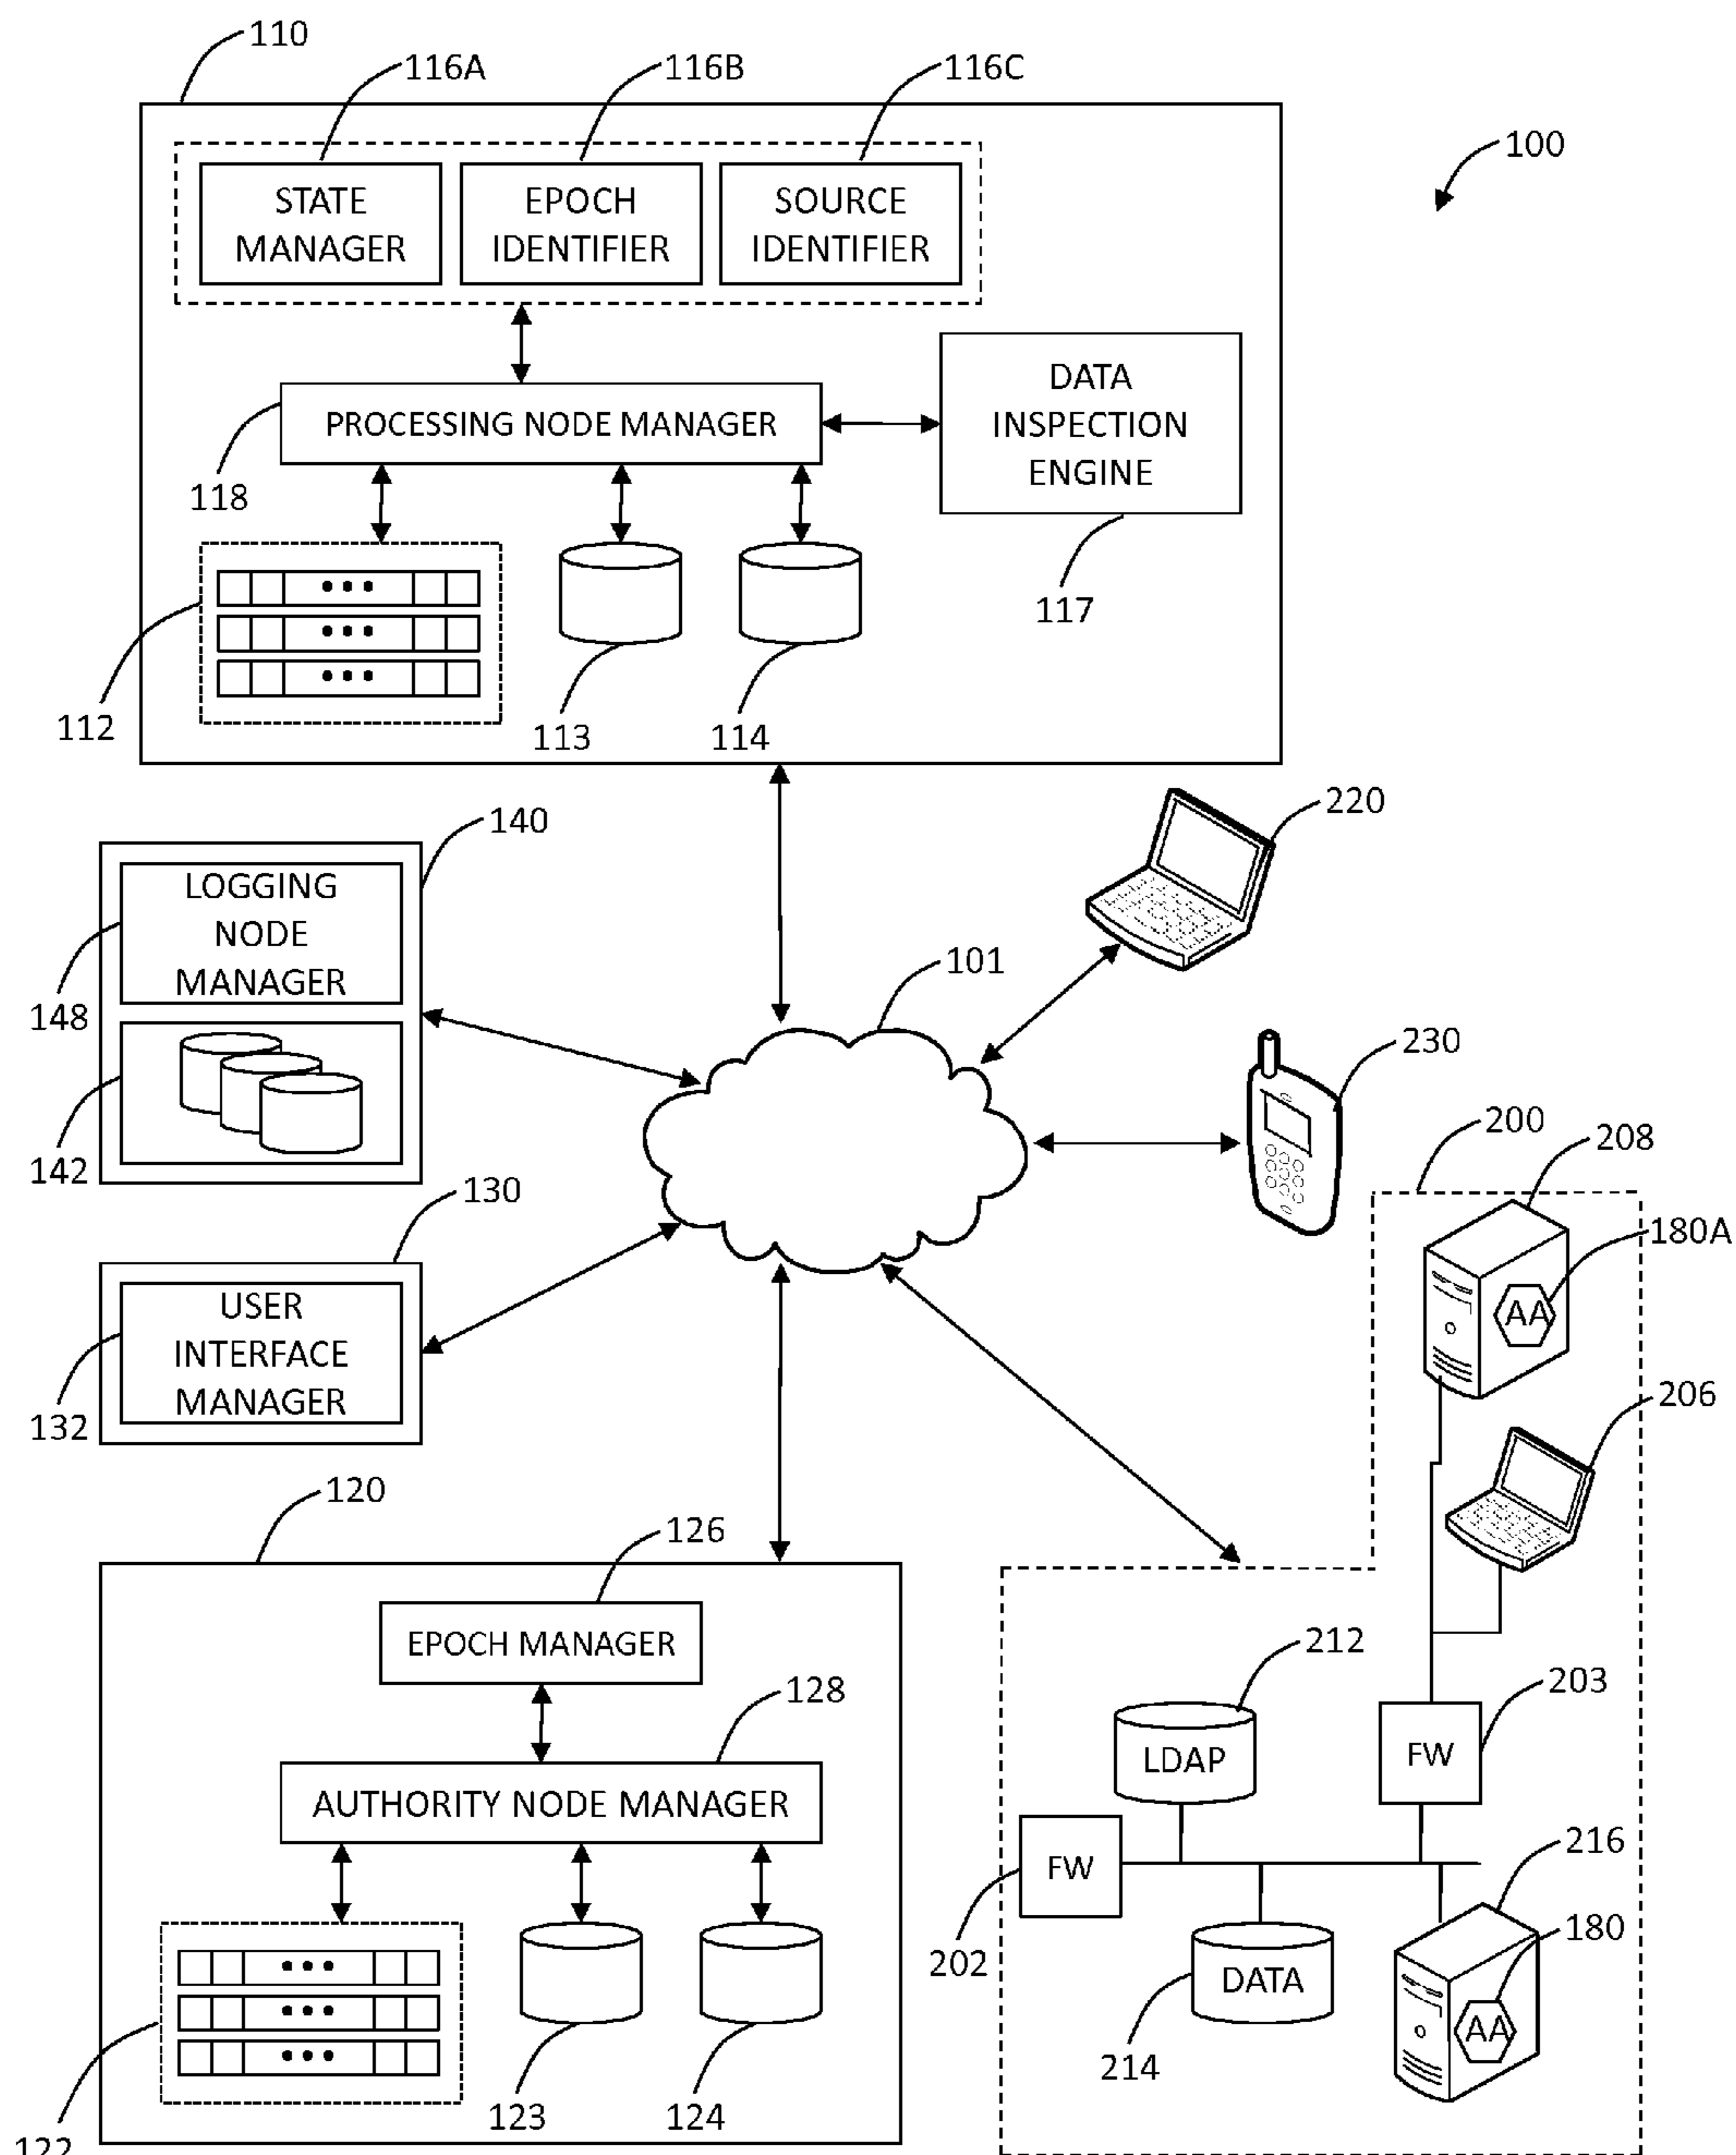 110
116A
116B
116C
100
STATE
MANAGER
EPOCH
IDENTIFIER
SOURCE
IDENTIFIER
PROCESSING NODE MANAGER
DATA
INSPECTION
ENGINE
118
117
112
113
114
220
140
LOGGING
NODE
MANAGER
148
101
142
230
200
208
180A
AA
130
USER
INTERFACE
MANAGER
132
206
120
126
EPOCH MANAGER
128
AUTHORITY NODE MANAGER
212
LDAP
203
FW
FW
202
216
180
AA
DATA
214
123
124
122